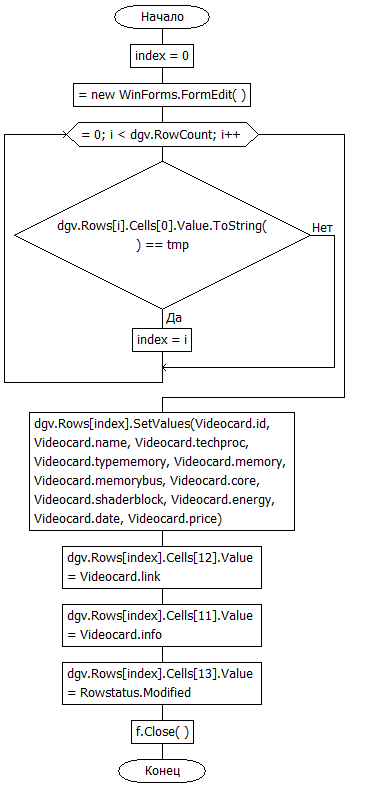 Начало
index = 0
= new WinForms.FormEdit( )
= 0; i < dgv.RowCount; i++
dgv.Rows[i].Cells[0].Value.ToString(
) == tmp
Нет
Да
index = i
dgv.Rows[index].SetValues(Videocard.id,
Videocard.name, Videocard.techproc,
Videocard.typememory, Videocard.memory,
Videocard.memorybus, Videocard.core,
Videocard.shaderblock, Videocard.energy,
Videocard.date, Videocard.price)
dgv.Rows[index].Cells[12].Value
= Videocard.link
dgv.Rows[index].Cells[11].Value
= Videocard.info
dgv.Rows[index].Cells[13].Value
= Rowstatus.Modified
f.Close( )
Конец